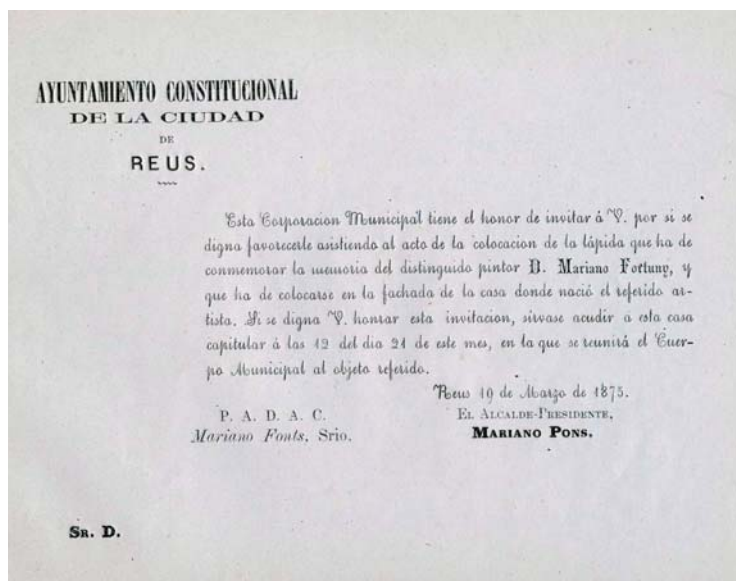 AYUNTAMIENTO CONSTITUCIONAL
DE LA CIUDAD
DE
REUS.
Esta Corporacion Municipal tiene el honor de invitar á V. por si se
digna favorecerle asistiendo al acto de la colocacion de la lápida que ha de
conmemorar la memoria del distinguido pintor D. Mariano Fortuny, y
que ha de colocarse en la fachada de la casa donde nació el referido ar-
tista. Si se digna V. honrar esta invitacion, sírvase acudir á esta casa
capitular á las 12 del dia 21 de este mes, en la que se reunirá el Cuer-
po Municipal al objeto referido.
Reus 19 de Marzo de 1875.
P. A. D. A. C.
Mariano Fonts, Srio.
EL ALCALDE-PRESIDENTE,
MARIANO PONS.
SR. D.